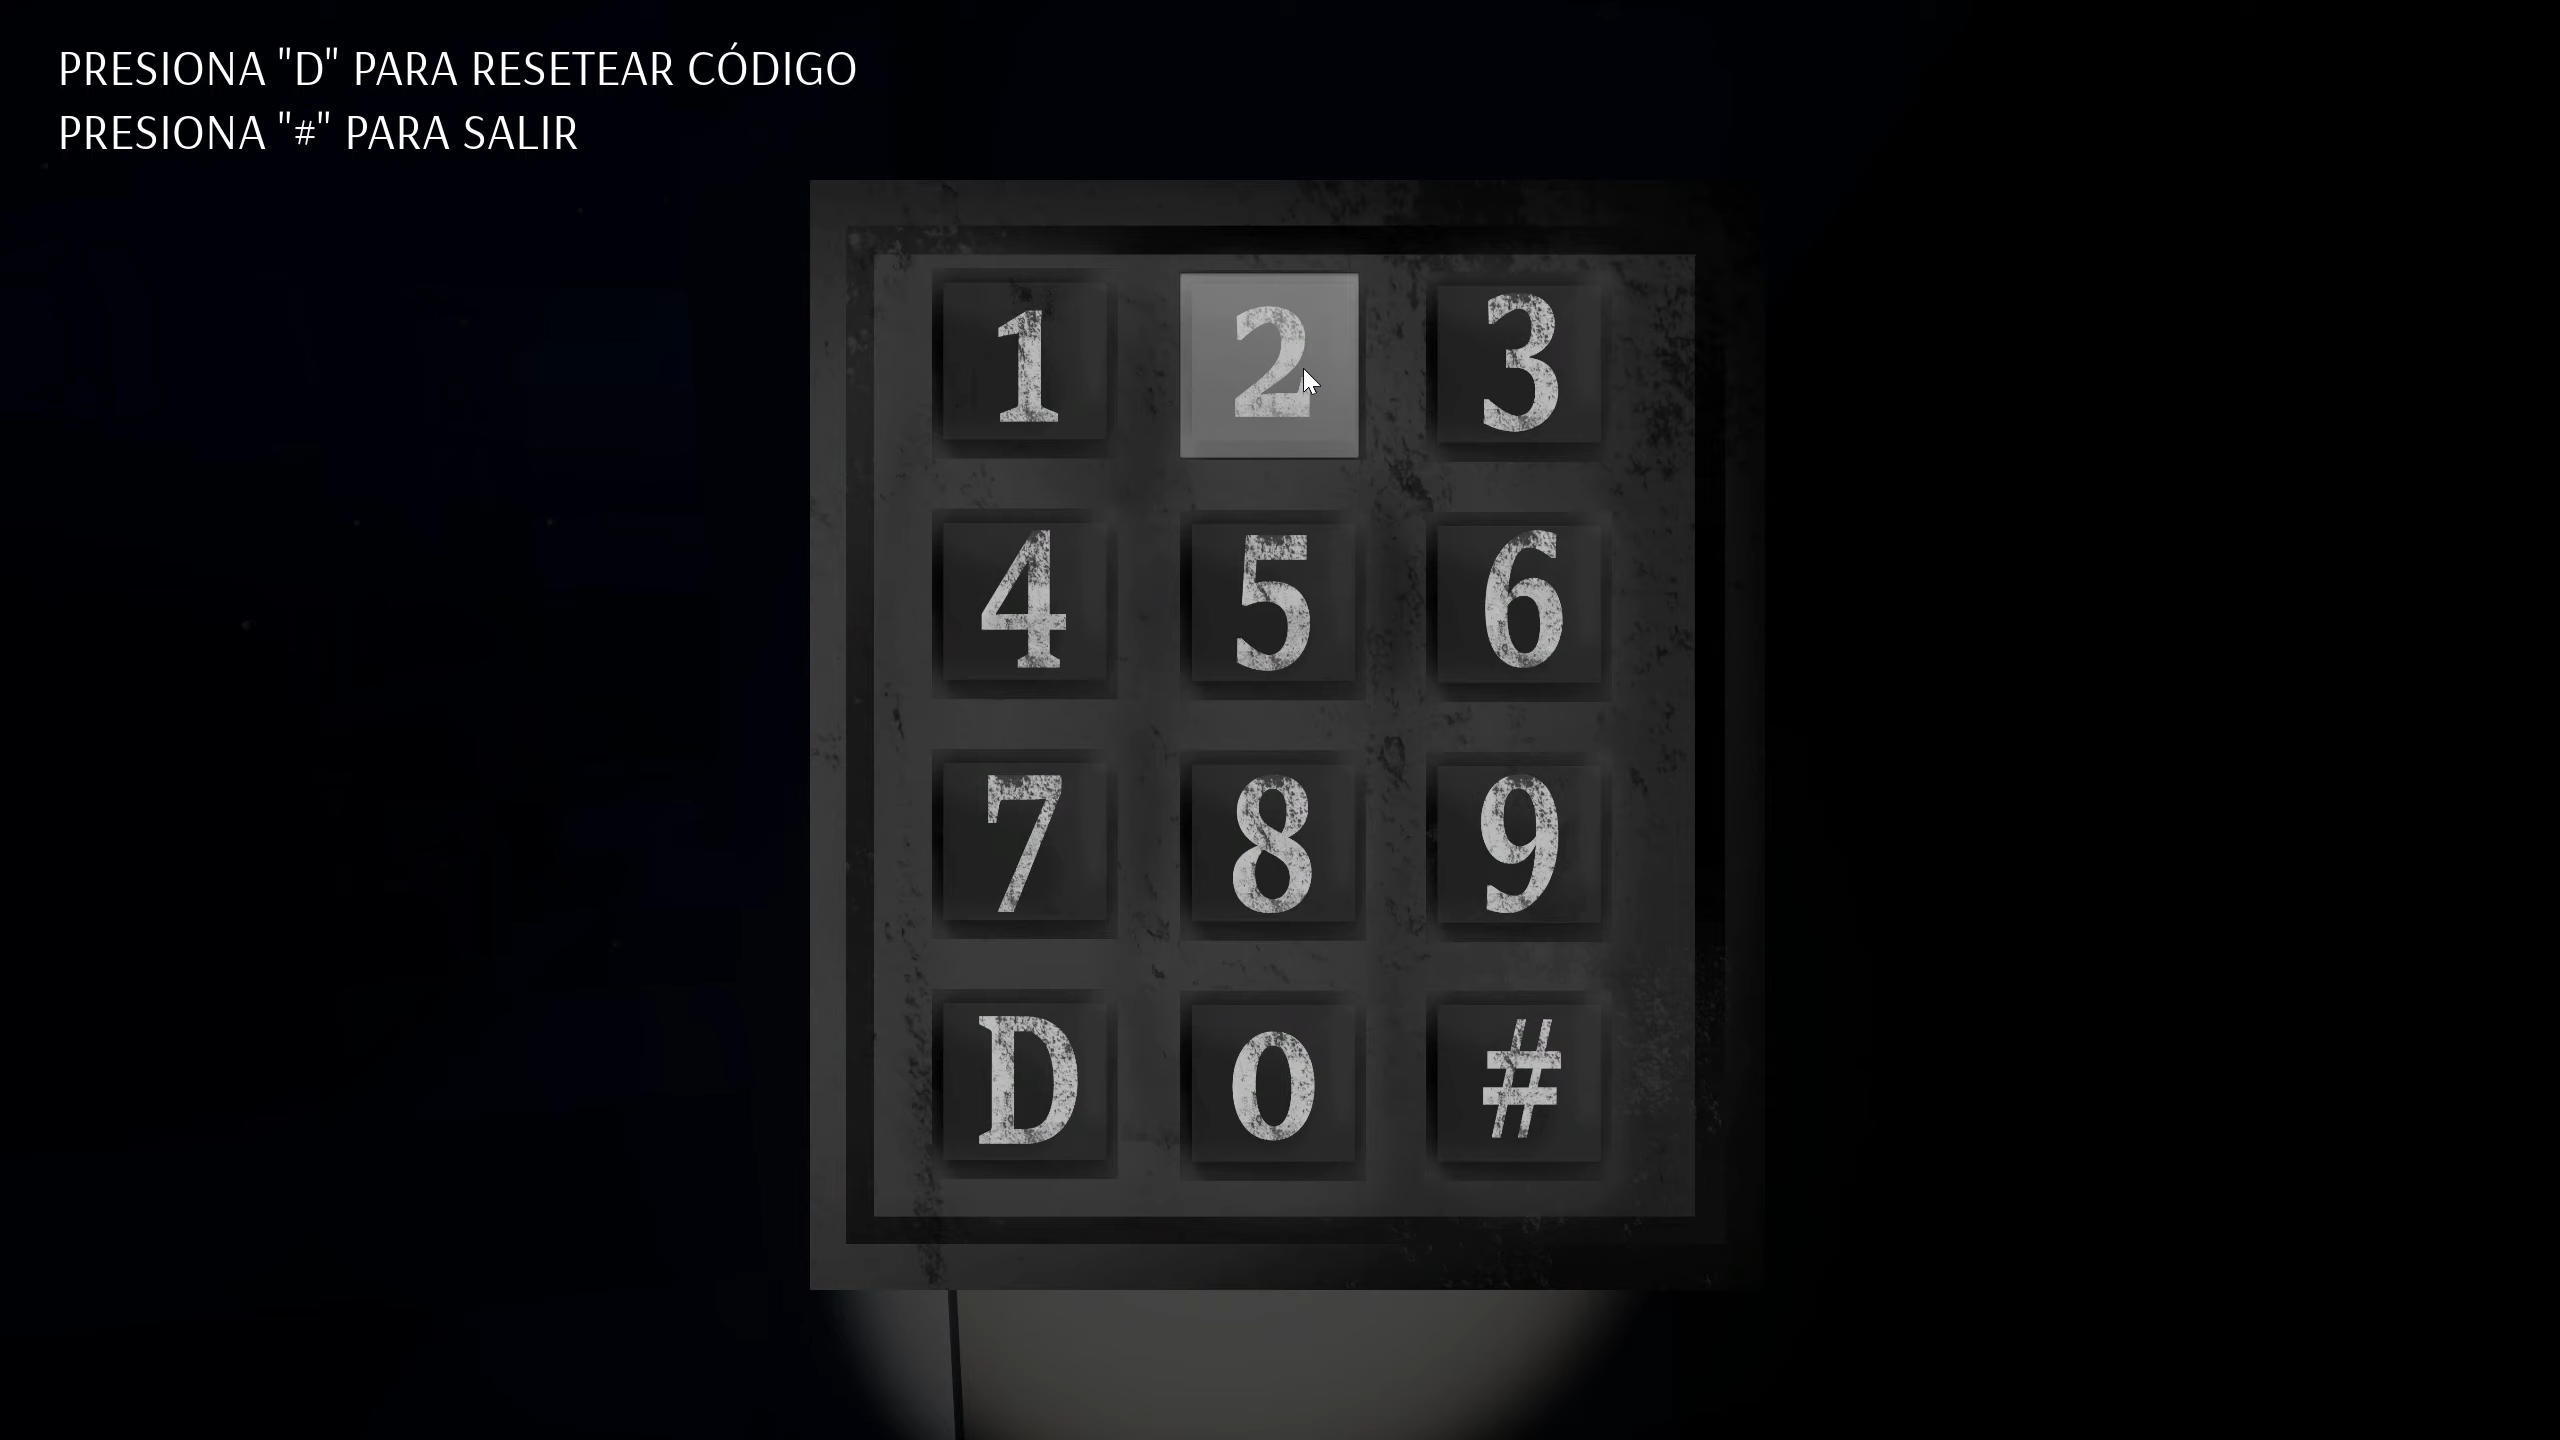 PRESIONA "D" PARA RESETEAR CÓDIGO
PRESIONA "#" PARA SALIR
1 2 3
4 5 6
7 8 9
D 0 #